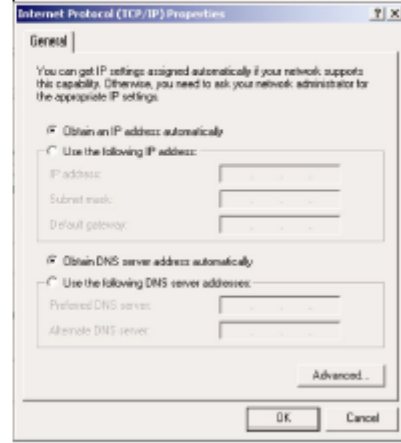 Internet Protocol (TCP/IP) Properties
General
You can get IP settings assigned automatically if your network supports
this capability. Otherwise, you need to ask your network administrator for
the appropriate IP settings.
Obtain an IP address automatically
Use the following IP address:
IP address:
Subnet mask:
Default gateway:
Obtain DNS server address automatically
Use the following DNS server addresses:
Preferred DNS server:
Alternate DNS server:
Advanced...
OK
Cancel